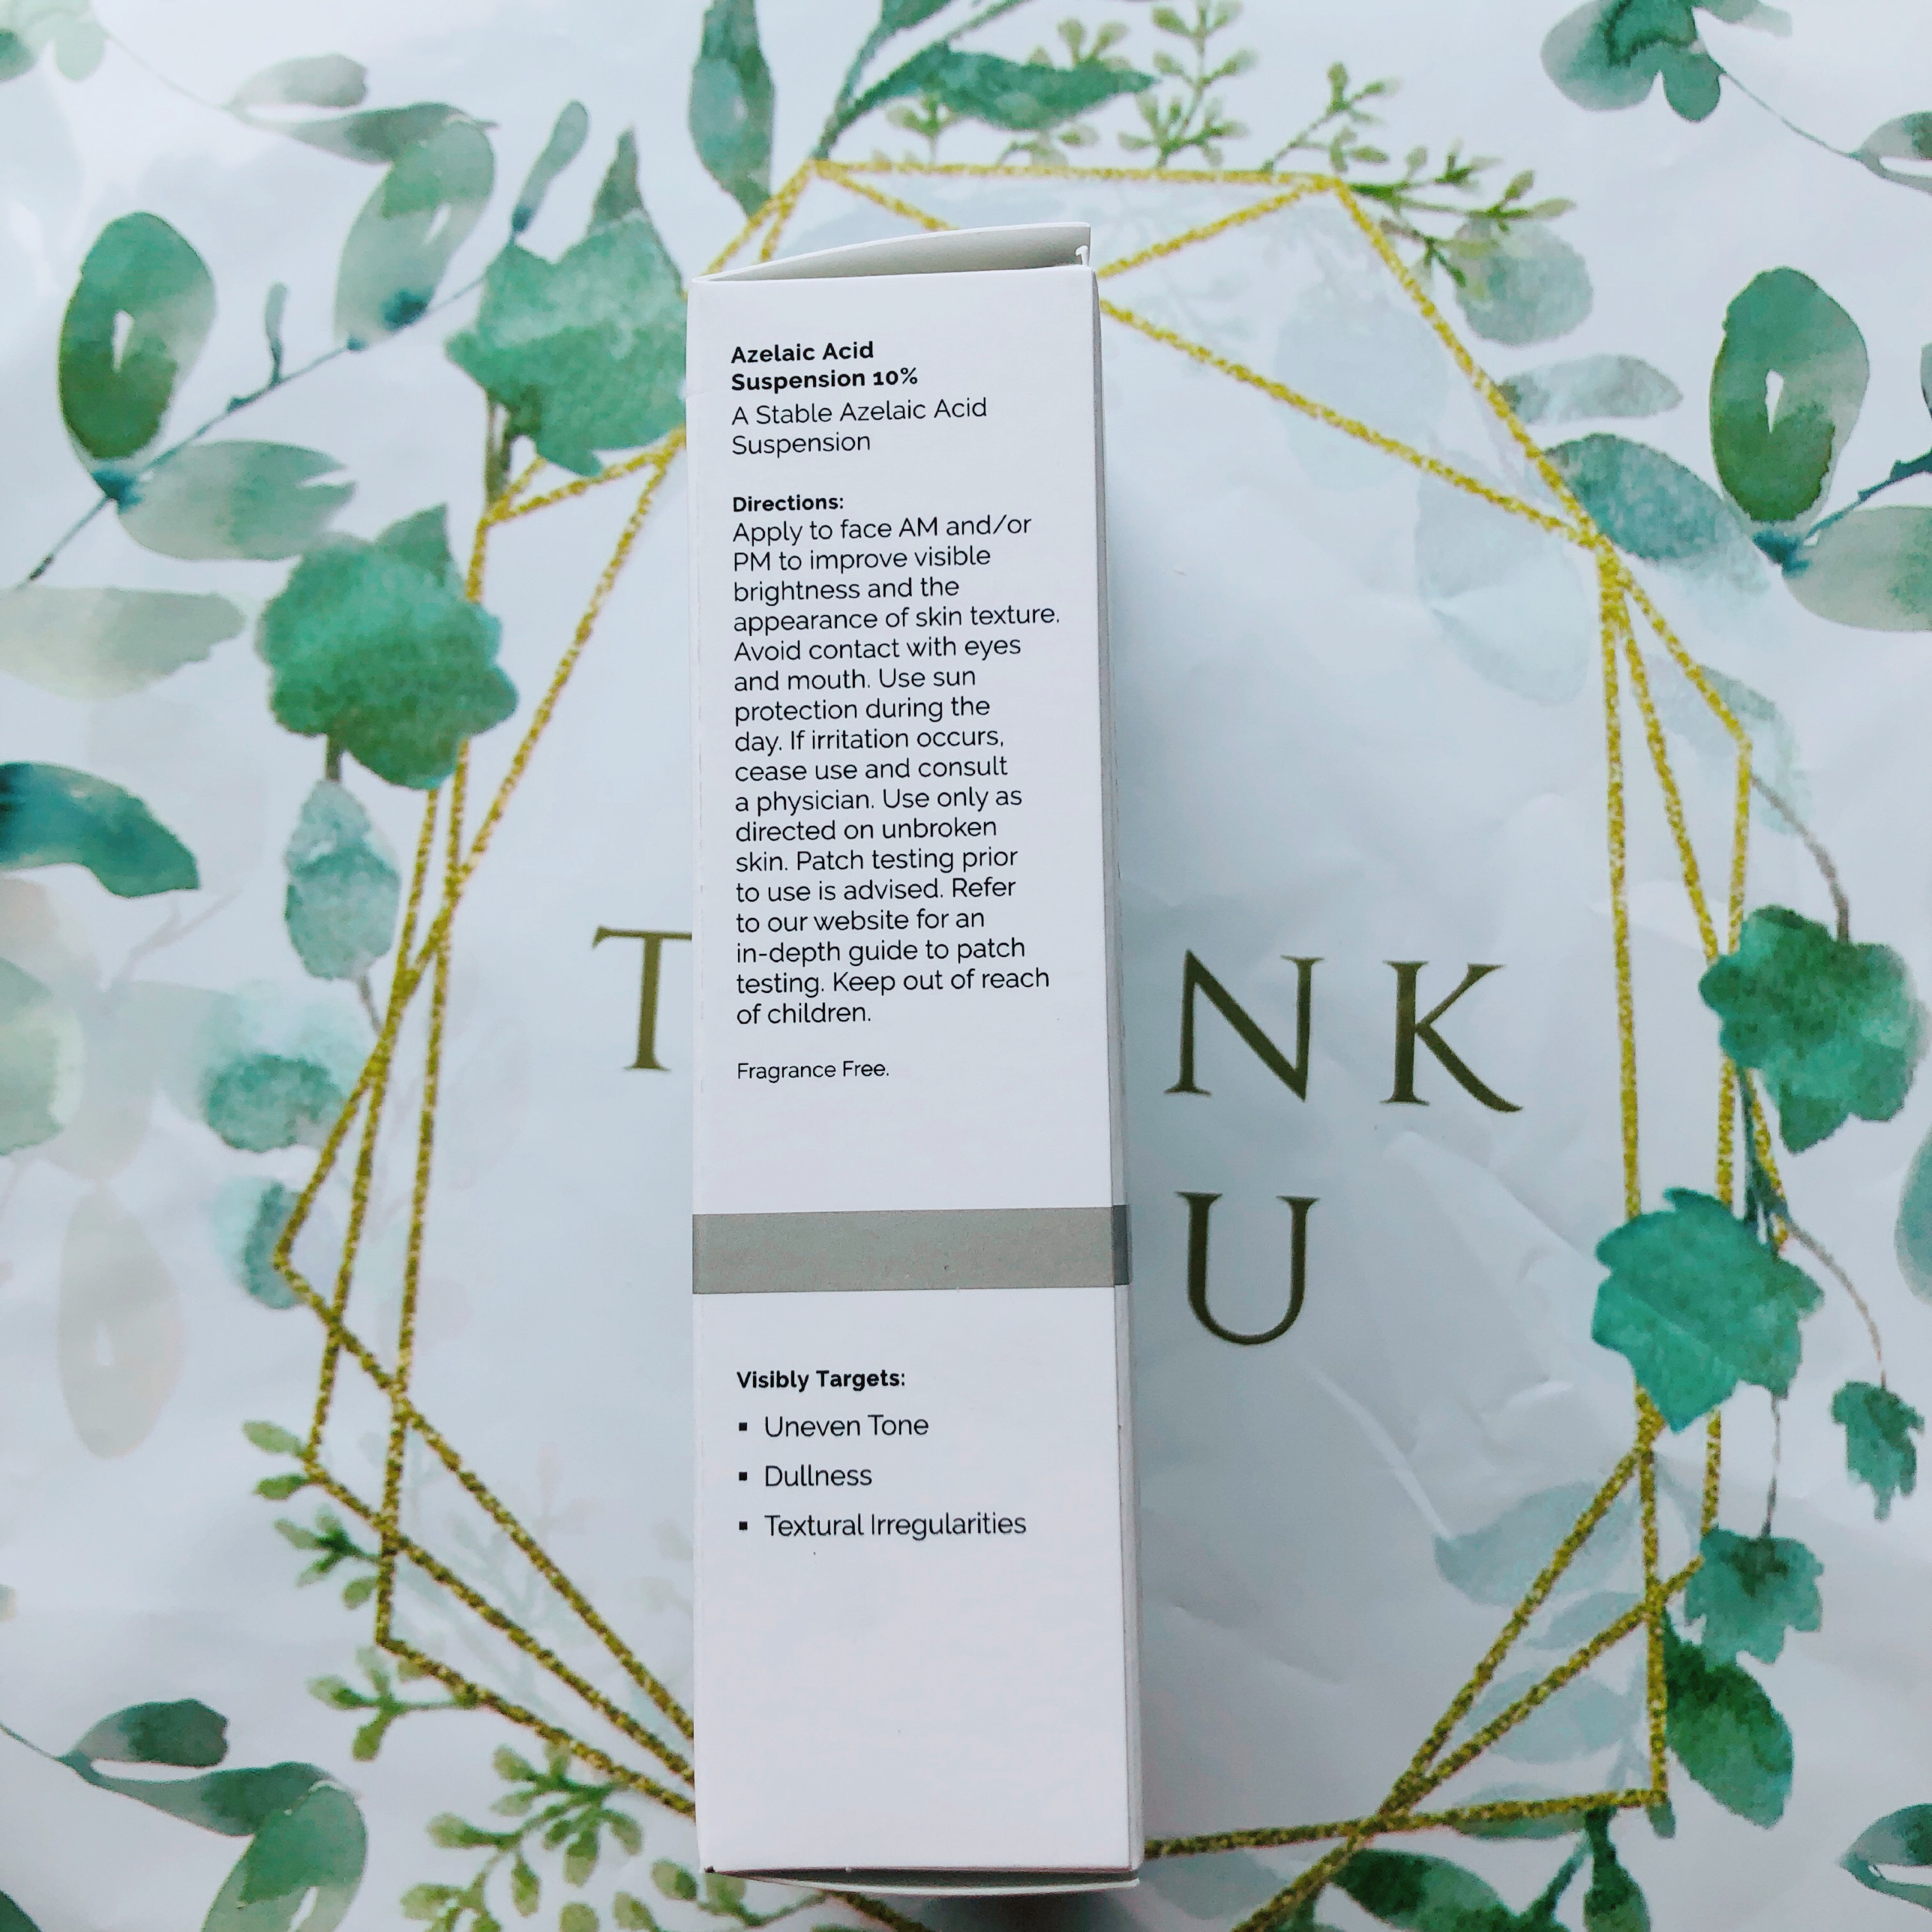 Azelaic Acid
Suspension 10%
A Stable Azelaic Acid
Suspension
Directions:
Apply to face AM and/or
PM to improve visible
brightness and the
appearance of skin texture.
Avoid contact with eyes
and mouth. Use sun
protection during the
day. If irritation occurs,
cease use and consult
a physician. Use only as
directed on unbroken
skin. Patch testing prior
to use is advised. Refer
to our website for an
in-depth guide to patch
testing. Keep out of reach
of children.
Fragrance Free.
Visibly Targets:
▪ Uneven Tone
▪ Dullness
▪ Textural Irregularities
T NK
U